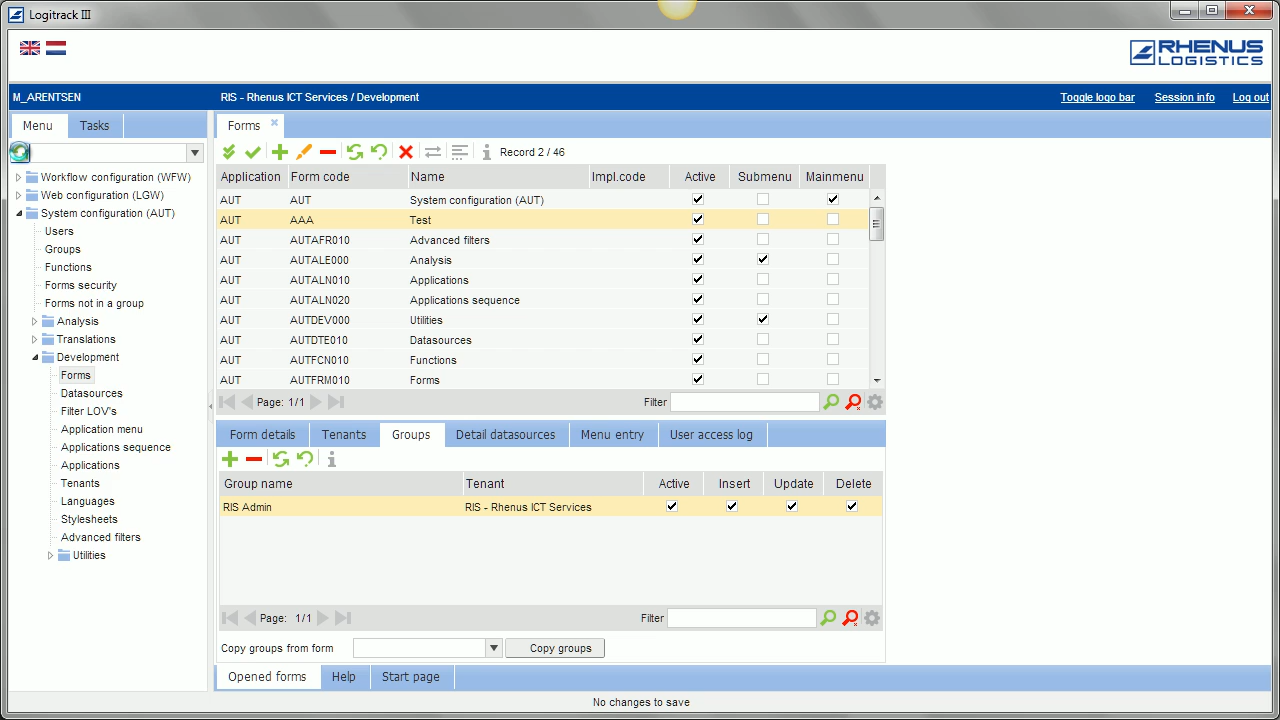 Logitrack III
RHENUS
LOGISTICS
M_ARENTSEN
RIS - Rhenus ICT Services / Development
Toggle logo bar
Session info
Log out
Menu
Tasks
Forms
Workflow configuration (WFW)
Web configuration (LGW)
System configuration (AUT)
Users
Groups
Functions
Forms security
Forms not in a group
Analysis
Translations
Development
Forms
Datasources
Filter LOV's
Application menu
Applications sequence
Applications
Tenants
Languages
Stylesheets
Advanced filters
Utilities
Record 2 / 46
Application Form code Name Impl.code Active Submenu Mainmenu
AUT AUT System configuration (AUT)
AUT AAA Test
AUT AUTAFR010 Advanced filters
AUT AUTALE000 Analysis
AUT AUTALN010 Applications
AUT AUTALN020 Applications sequence
AUT AUTDEV000 Utilities
AUT AUTDTE010 Datasources
AUT AUTFCN010 Functions
AUT AUTFRM010 Forms
Page: 1/1
Filter
Form details
Tenants
Groups
Detail datasources
Menu entry
User access log
Group name Tenant Active Insert Update Delete
RIS Admin RIS - Rhenus ICT Services
Page: 1/1
Filter
Copy groups from form
Copy groups
Opened forms
Help
Start page
No changes to save